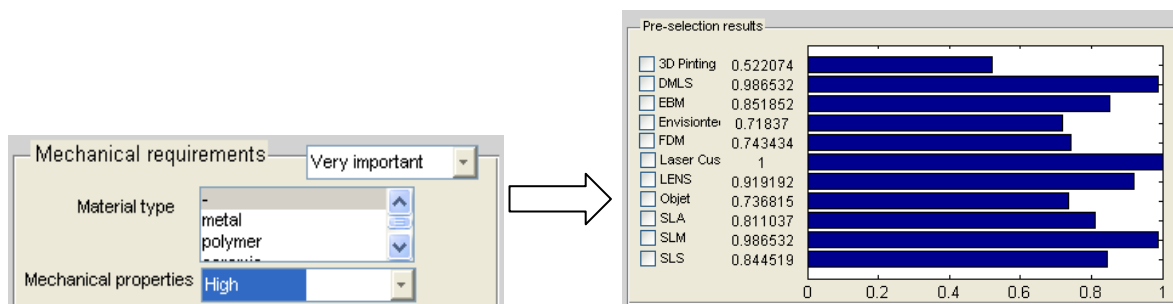 Mechanical requirements Very important
Material type
-
metal
polymer
Mechanical properties High
Pre-selection results
3D Pinting 0.522074
DMLS 0.986532
EBM 0.851852
Envisionte 0.71837
FDM 0.743434
Laser Cus 1
LENS 0.919192
Objet 0.736815
SLA 0.811037
SLM 0.986532
SLS 0.844519
0 0.2 0.4 0.6 0.8 1